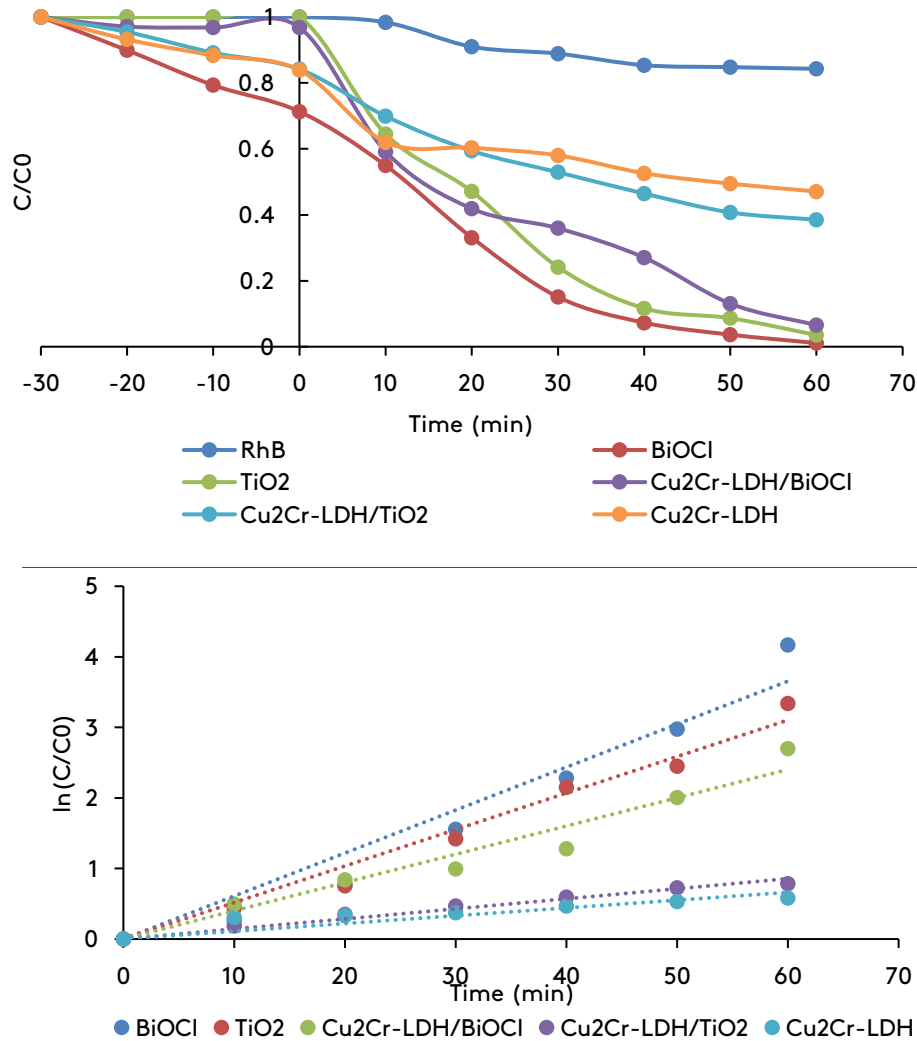 1
0.8
0.6
0.4
0.2
0
C/C0
-30 -20 -10 0 10 20 30 40 50 60 70
Time (min)
RhB BiOCl
TiO2 Cu2Cr-LDH/BiOCl
Cu2Cr-LDH/TiO2 Cu2Cr-LDH
5
4
3
2
1
0
ln(C/C0)
0 10 20 30 40 50 60 70
Time (min)
BiOCl TiO2 Cu2Cr-LDH/BiOCl Cu2Cr-LDH/TiO2 Cu2Cr-LDH